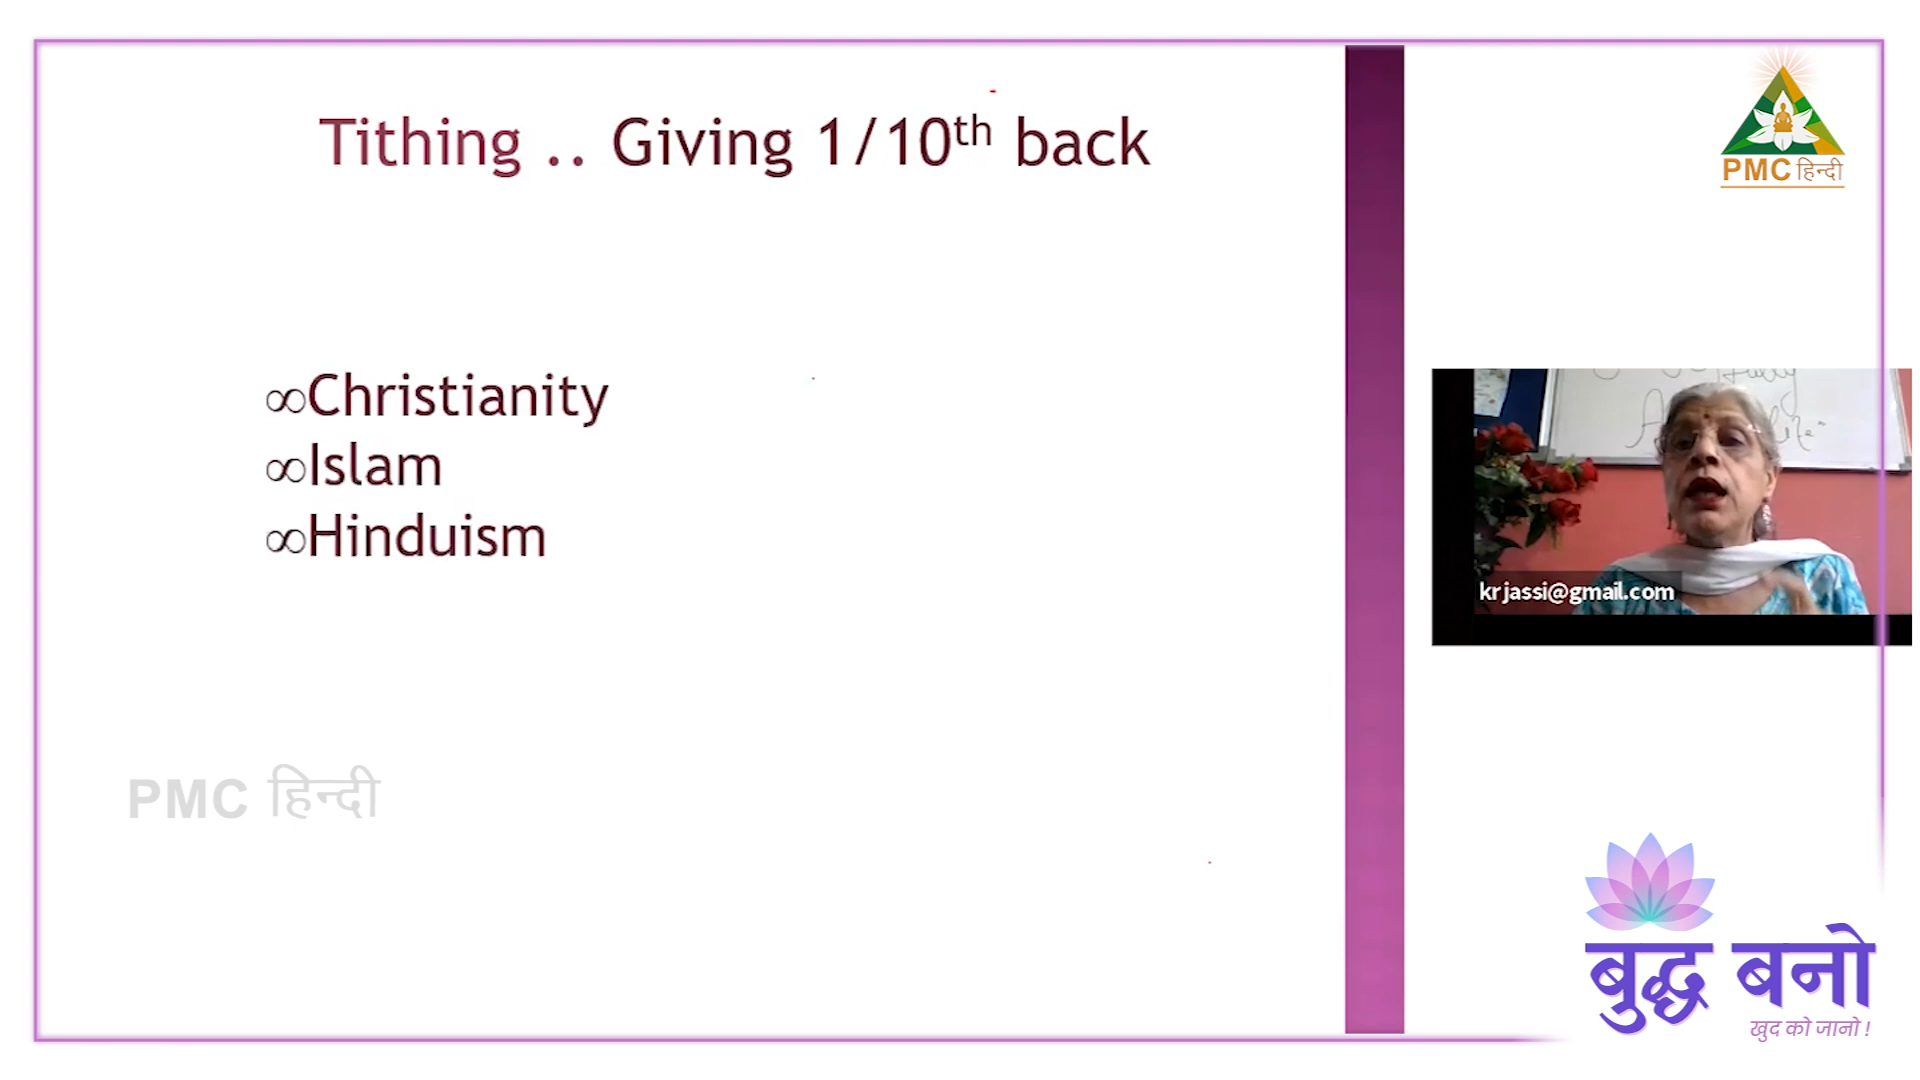 Tithing .. Giving 1/10th back
PMC हिन्दी
∞Christianity
∞Islam
∞Hinduism
krjassi@gmail.com
PMC हिन्दी
बुद्ध बनो
खुद को जानो !